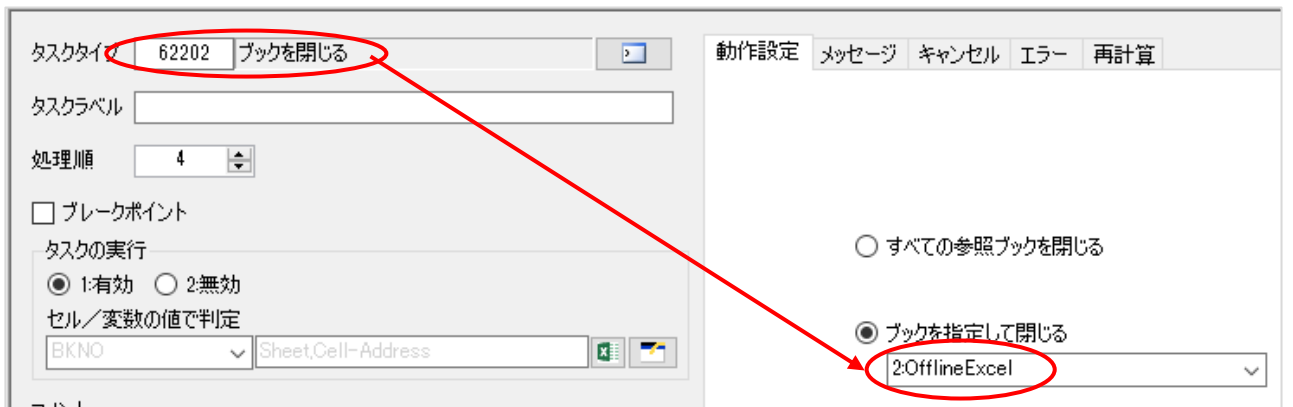 タスクタイプ 62202 ブックを閉じる
タスクラベル
処理順 4
ブレークポイント
タスクの実行
1:有効 2:無効
セル/変数の値で判定
BKNO Sheet,Cell-Address
動作設定 メッセージ キャンセル エラー 再計算
すべての参照ブックを閉じる
ブックを指定して閉じる
2:OfflineExcel